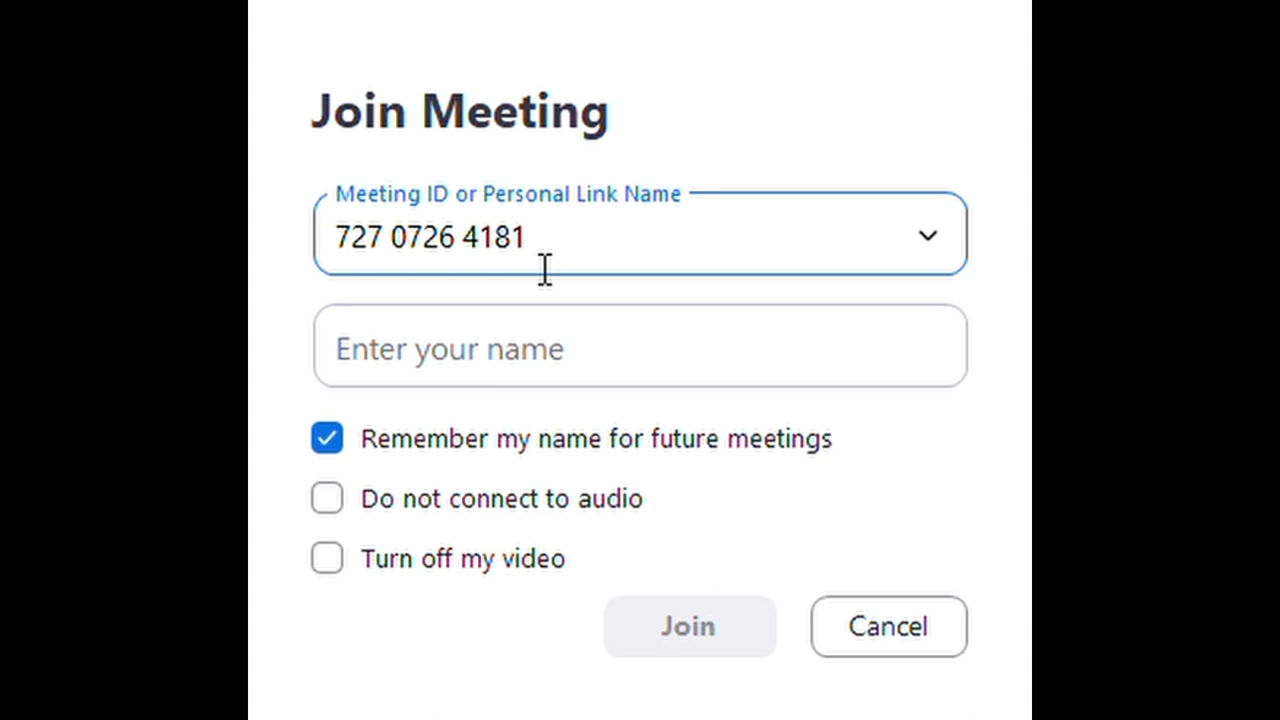 Join Meeting
Meeting ID or Personal Link Name
727 0726 4181
Enter your name
Remember my name for future meetings
Do not connect to audio
Turn off my video
Join
Cancel